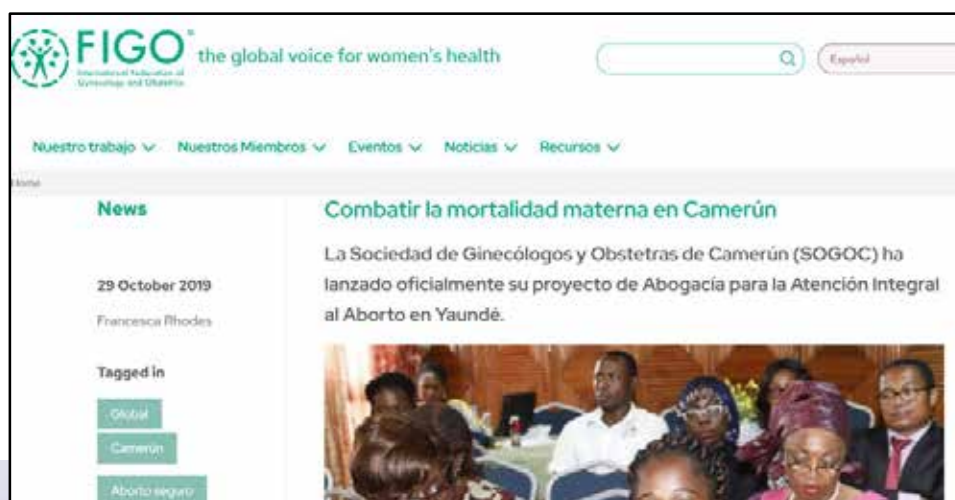 FIGO
the global voice for women's health
International Federation of
Gynecology and Obstetrics
Español
Nuestro trabajo
Nuestros Miembros
Eventos
Noticias
Recursos
Home
News
29 October 2019
Francesca Rhodes
Tagged in
Global
Camerún
Aborto seguro
Combatir la mortalidad materna en Camerún
La Sociedad de Ginecólogos y Obstetras de Camerún (SOGOC) ha
lanzado oficialmente su proyecto de Abogacía para la Atención Integral
al Aborto en Yaundé.